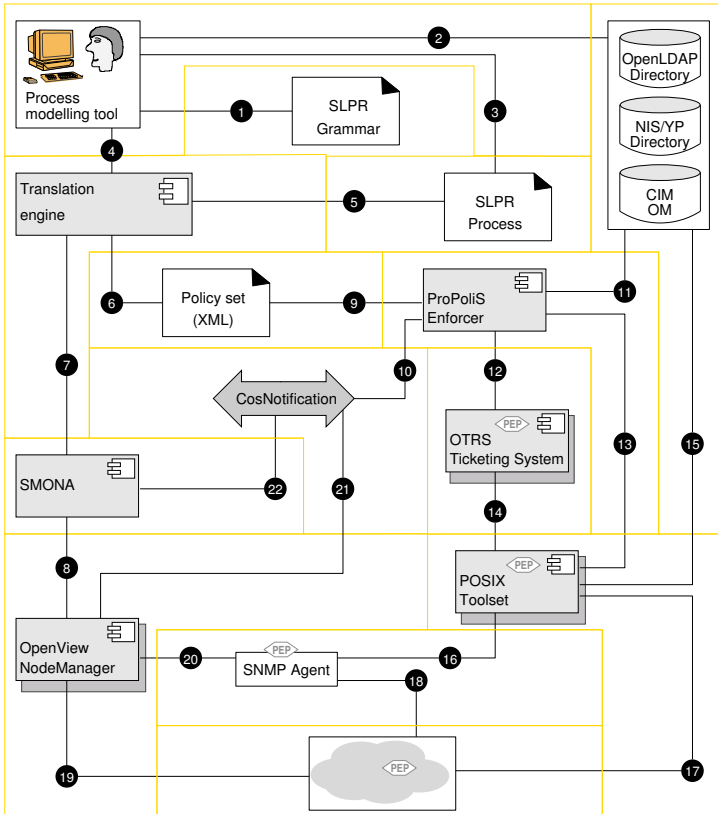 2
OpenLDAP
Directory
Process
modelling tool
1
SLPR
Grammar
3
NIS/YP
Directory
4
CIM
OM
Translation
engine
5
SLPR
Process
6
Policy set
(XML)
9
ProPoliS
Enforcer
11
7
10
12
CosNotification
PEP
OTRS
Ticketing System
13
15
SMONA
22
21
14
8
PEP
POSIX
Toolset
OpenView
NodeManager
20
PEP
SNMP Agent
16
18
19
PEP
17